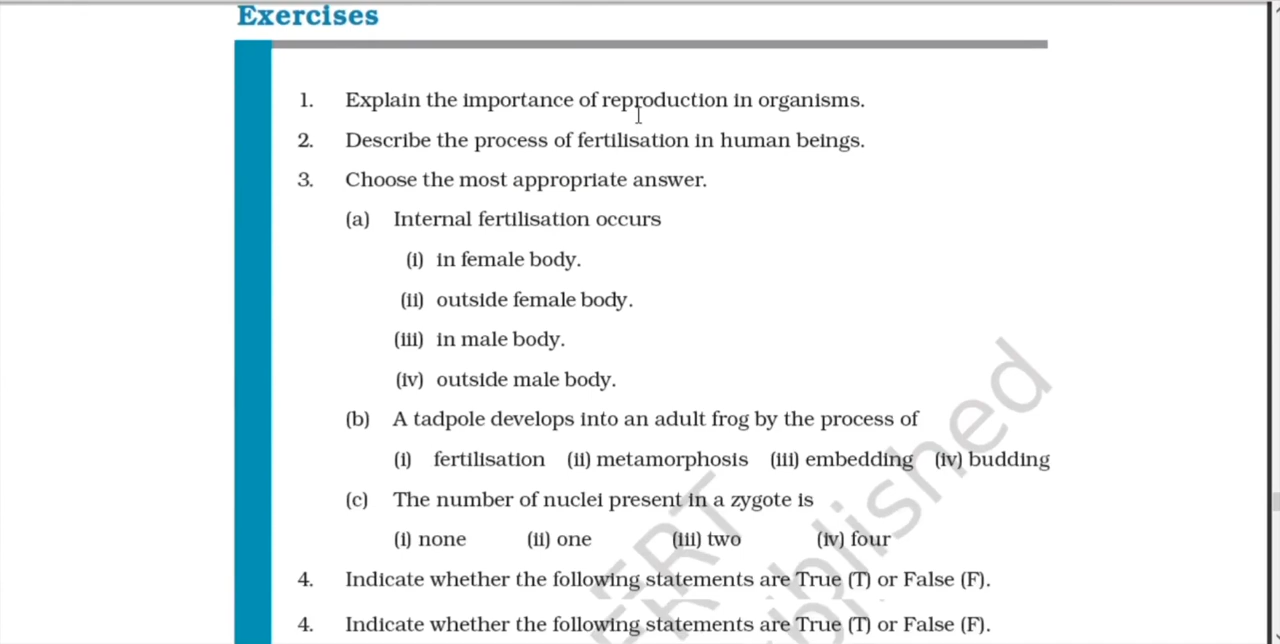 Exercises
1. Explain the importance of reproduction in organisms.
2. Describe the process of fertilisation in human beings.
3. Choose the most appropriate answer.
(a) Internal fertilisation occurs
(i) in female body.
(ii) outside female body.
(iii) in male body.
(iv) outside male body.
(b) A tadpole develops into an adult frog by the process of
(i) fertilisation (ii) metamorphosis (iii) embedding (iv) budding
(c) The number of nuclei present in a zygote is
(i) none (ii) one (iii) two (iv) four
4. Indicate whether the following statements are True (T) or False (F).
4. Indicate whether the following statements are True (T) or False (F).